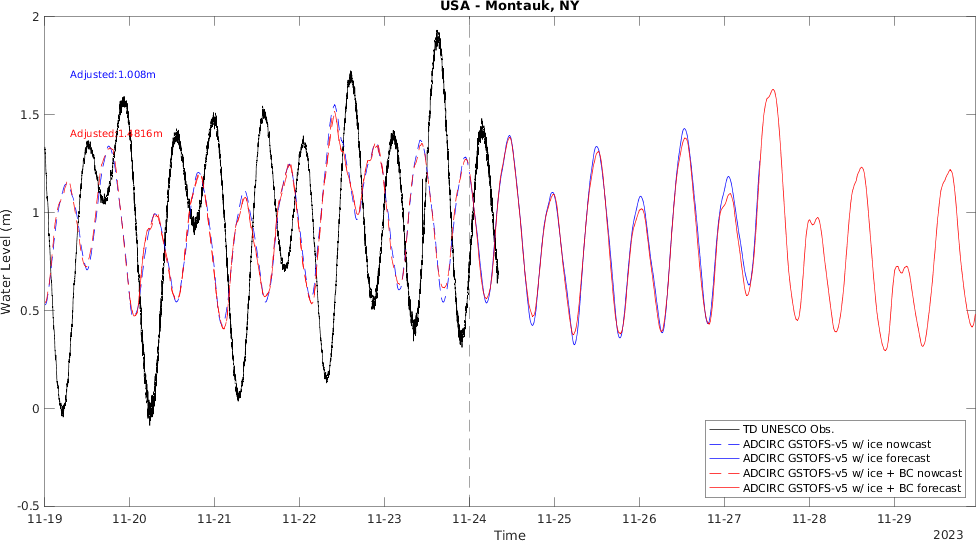 USA - Montauk, NY
Water Level (m)
2
1.5
1
0.5
0
-0.5
Adjusted:1.008m
Adjusted:1.4816m
TD UNESCO Obs.
ADCIRC GSTOFS-v5 w/ ice nowcast
ADCIRC GSTOFS-v5 w/ ice forecast
ADCIRC GSTOFS-v5 w/ ice + BC nowcast
ADCIRC GSTOFS-v5 w/ ice + BC forecast
11-19 11-20 11-21 11-22 11-23 11-24 11-25 11-26 11-27 11-28 11-29
Time
2023